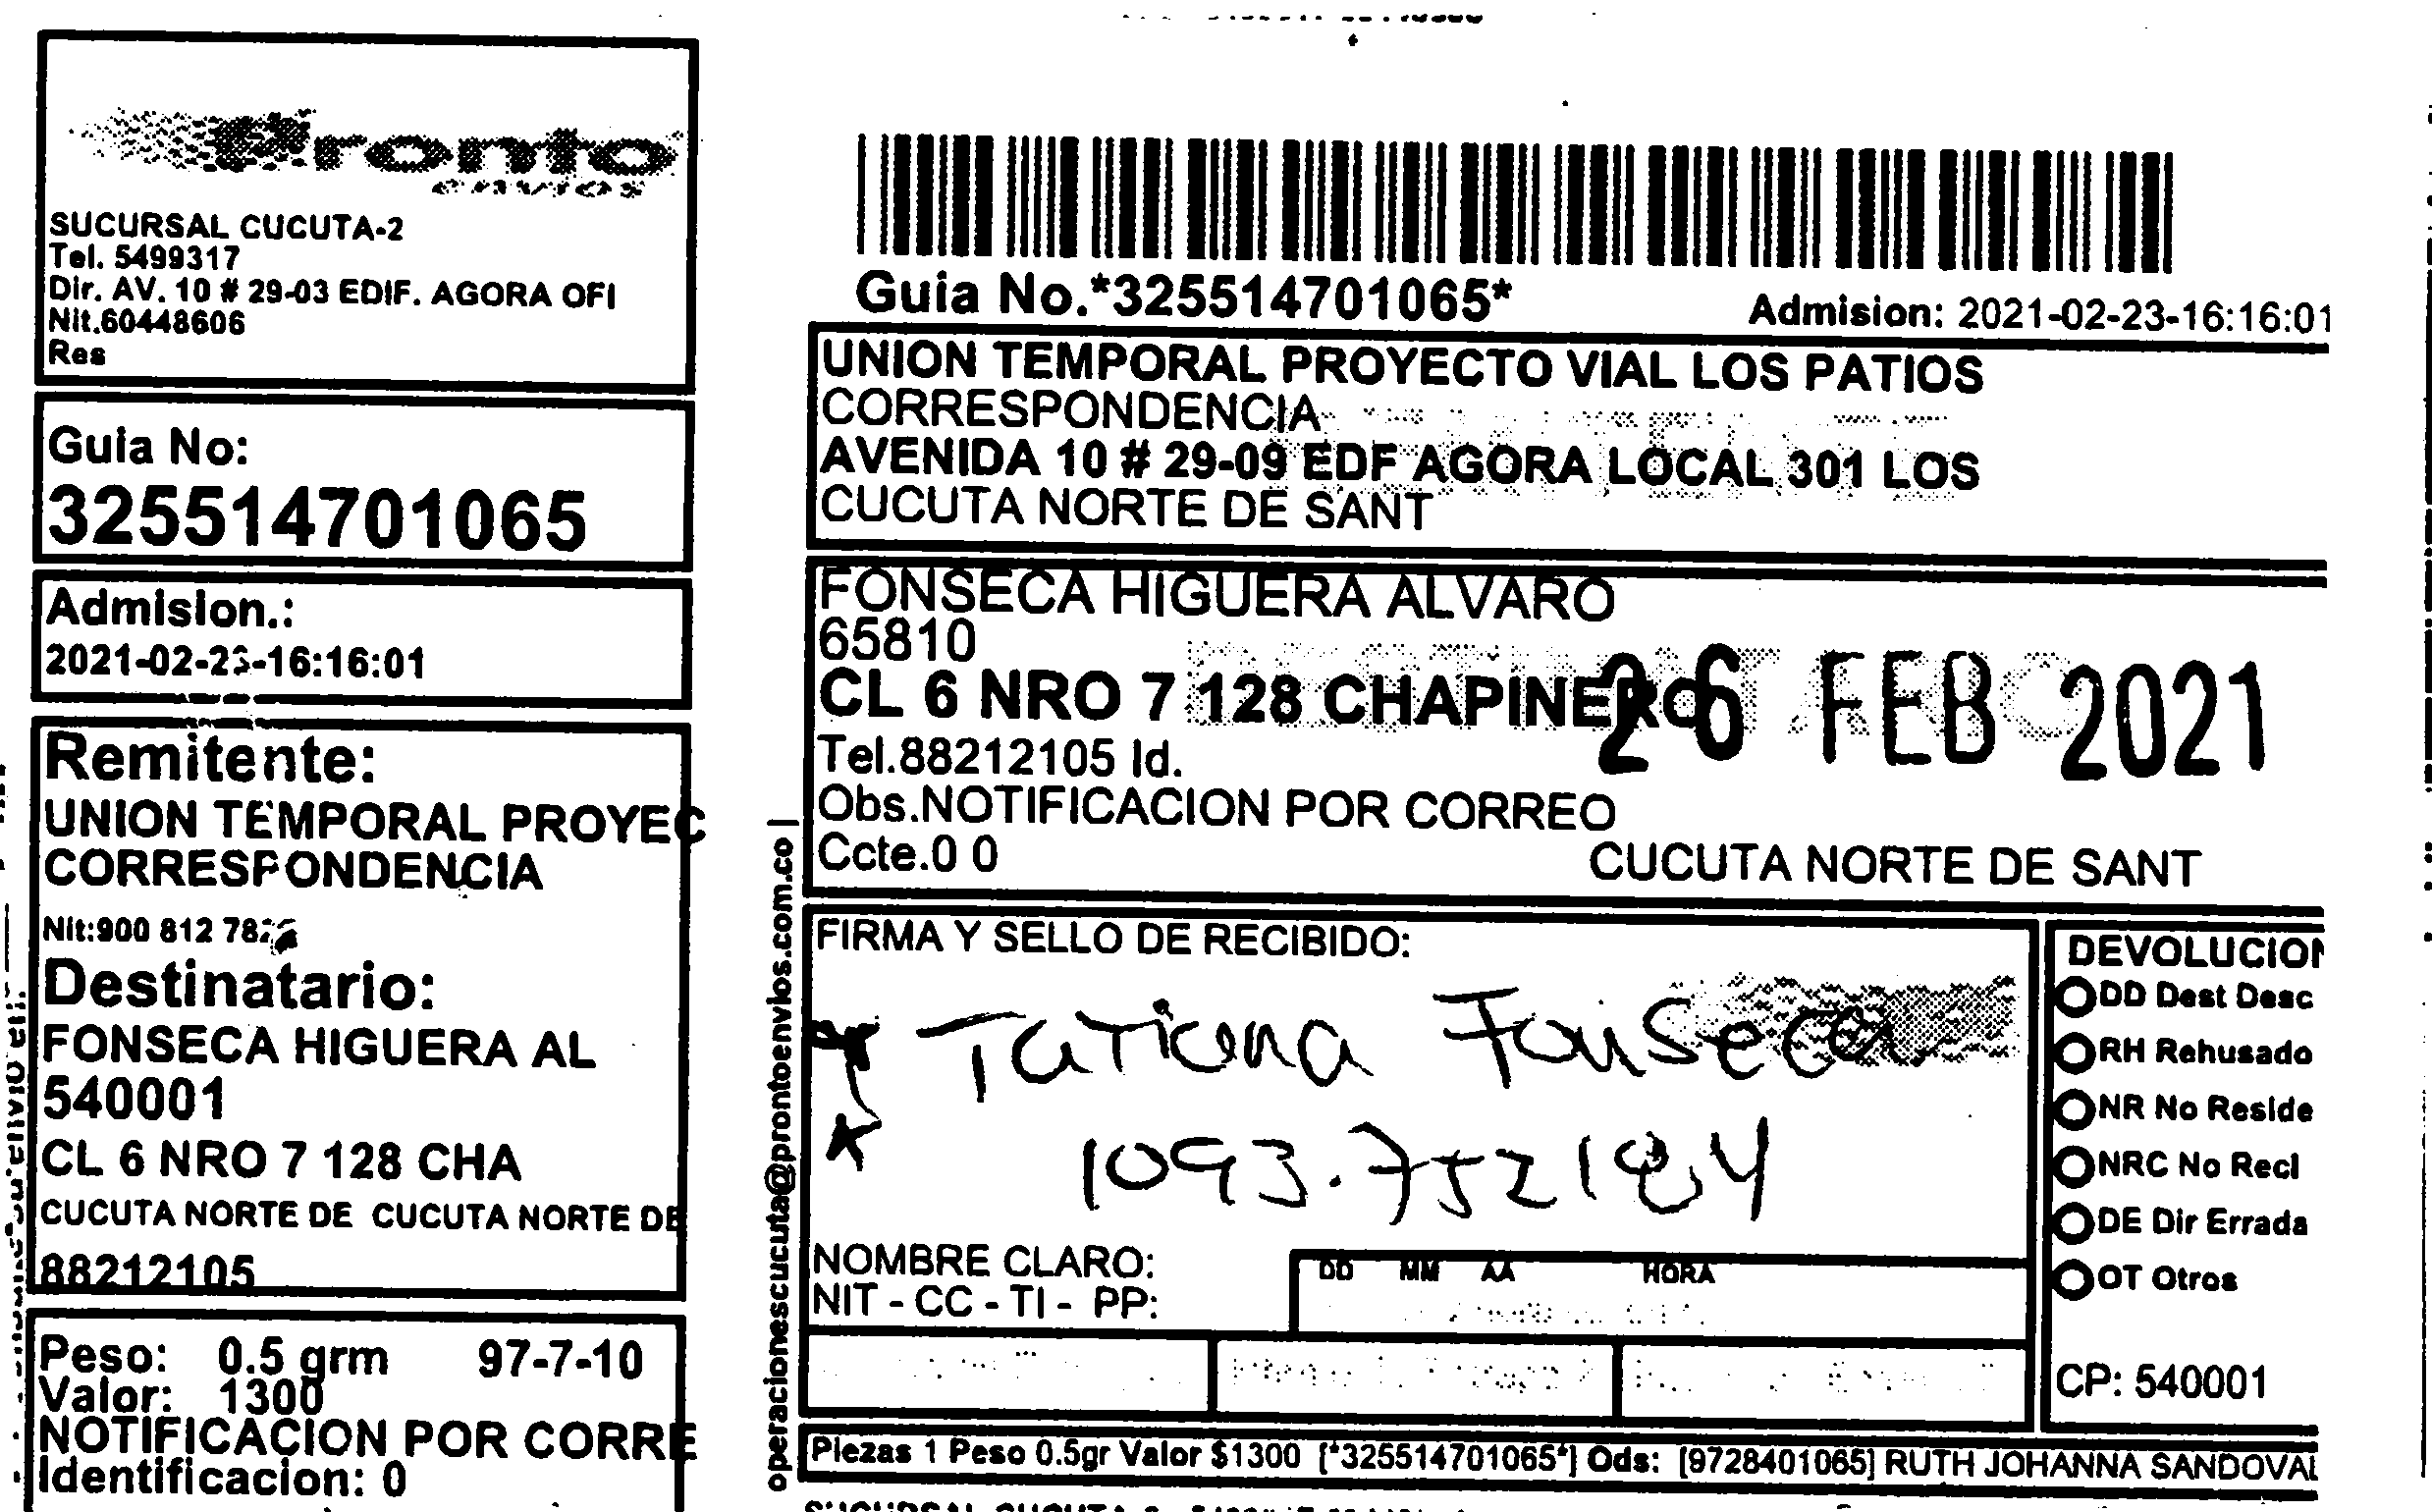 Pronto
envios
SUCURSAL CUCUTA-2
Tel. 5499317
Dir. AV. 10 # 29-03 EDIF. AGORA OFI
Nit.60448606
Res
Guia No:
325514701065
Admision.:
2021-02-23-16:16:01
Remitente:
UNION TEMPORAL PROYEC
CORRESPONDENCIA
Nit:900 812 78
Destinatario:
FONSECA HIGUERA AL
540001
CL 6 NRO 7 128 CHA
CUCUTA NORTE DE CUCUTA NORTE DE
88212105
Peso: 0.5 grm 97-7-10
Valor: 1300
NOTIFICACION POR CORRE
Identificacion: 0
operacionescucuta@prontoenvios.com.co |
Guia No.*325514701065*
Admision: 2021-02-23-16:16:01
UNION TEMPORAL PROYECTO VIAL LOS PATIOS
CORRESPONDENCIA
AVENIDA 10 # 29-09 EDF AGORA LOCAL 301 LOS
CUCUTA NORTE DE SANT
FONSECA HIGUERA ALVARO
65810
CL 6 NRO 7 128 CHAPINERO
26 FEB 2021
Tel.88212105 Id.
Obs.NOTIFICACION POR CORREO
Ccte.0 0
CUCUTA NORTE DE SANT
FIRMA Y SELLO DE RECIBIDO:
Tatiana Fonseca
1093.752184
NOMBRE CLARO:
NIT - CC - TI - PP:
DD MM AA HORA
DEVOLUCION
DD Dest Desc
RH Rehusado
NR No Reside
NRC No Recl
DE Dir Errada
OT Otros
CP: 540001
Piezas 1 Peso 0.5gr Valor $1300 [*325514701065*] Ods: [9728401065] RUTH JOHANNA SANDOVAL